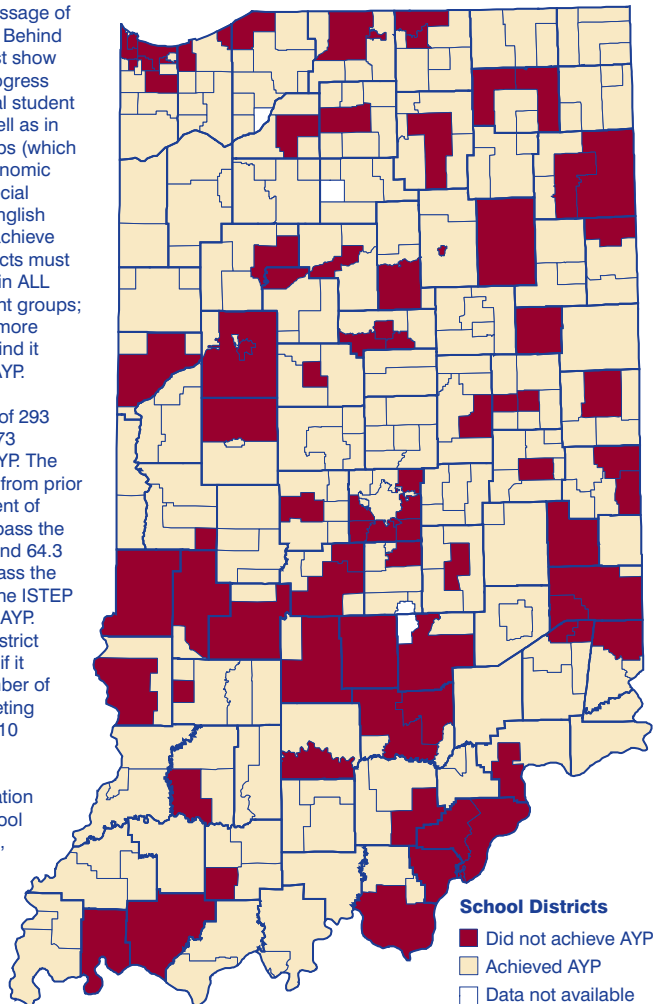 ssage of
Behind
st show
ogress
al student
ell as in
ps (which
onomic
cial
nglish
achieve
cts must
in ALL
nt groups;
more
ind it
AYP.
of 293
73
YP. The
from prior
ent of
pass the
nd 64.3
ass the
he ISTEP
AYP.
strict
if it
nber of
eting
10
ation
ool
,
School Districts
Did not achieve AYP
Achieved AYP
Data not available